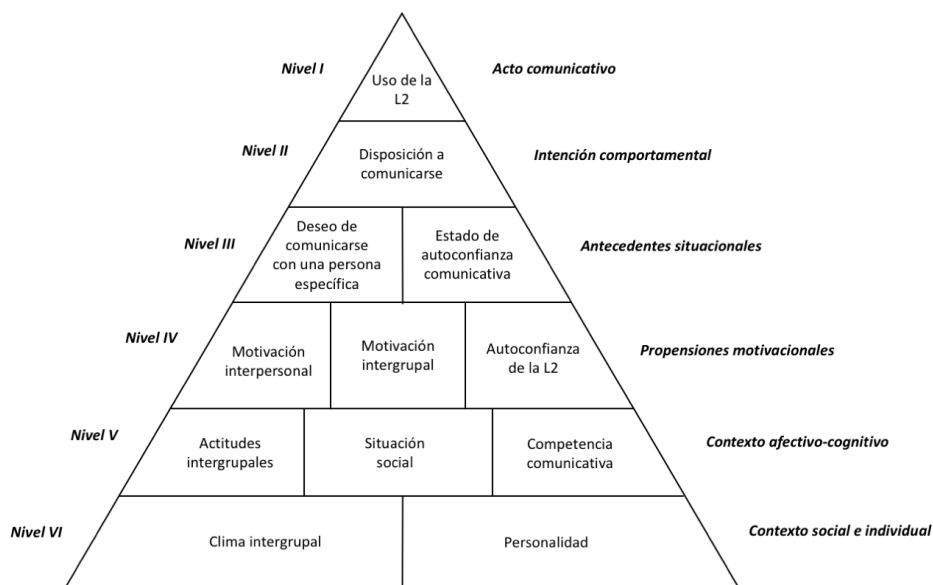 Nivel I
Uso de la
L2
Acto comunicativo
Nivel II
Disposición a
comunicarse
Intención comportamental
Nivel III
Deseo de
comunicarse
con una persona
específica
Estado de
autoconfianza
comunicativa
Antecedentes situacionales
Nivel IV
Motivación
interpersonal
Motivación
intergrupal
Autoconfianza
de la L2
Propensiones motivacionales
Nivel V
Actitudes
intergrupales
Situación
social
Competencia
comunicativa
Contexto afectivo-cognitivo
Nivel VI
Clima intergrupal
Personalidad
Contexto social e individual